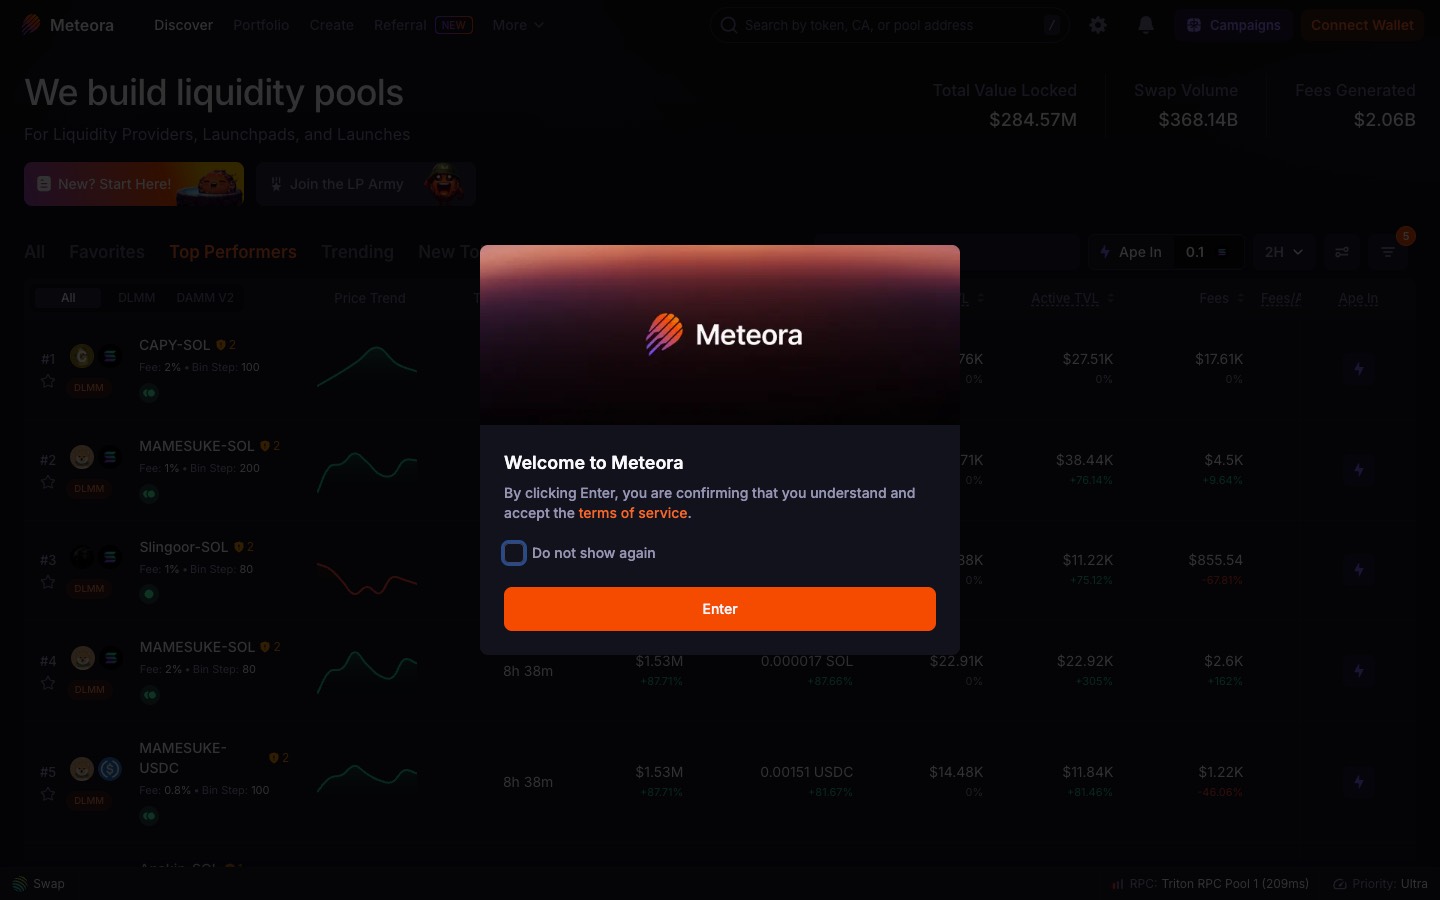 Meteora
Discover
Portfolio
Create
Referral NEW
More
Search by token, CA, or pool address
/
Campaigns
Connect Wallet
We build liquidity pools
For Liquidity Providers, Launchpads, and Launches
Total Value Locked
$284.57M
Swap Volume
$368.14B
Fees Generated
$2.06B
New? Start Here!
Join the LP Army
All
Favorites
Top Performers
Trending
New
Ape In
0.1
2H
5
All
DLMM
DAMM V2
Price Trend
Active TVL
Fees
Ape In
#1
CAPY-SOL 2
Fee: 2% • Bin Step: 100
DLMM
$27.51K
0%
$17.61K
0%
#2
MAMESUKE-SOL 2
Fee: 1% • Bin Step: 200
DLMM
$38.44K
+76.14%
$4.5K
+9.64%
#3
Slingoor-SOL 2
Fee: 1% • Bin Step: 80
DLMM
$11.22K
+75.12%
$855.54
-67.81%
#4
MAMESUKE-SOL 2
Fee: 2% • Bin Step: 80
DLMM
8h 38m
$1.53M
+87.71%
0.000017 SOL
+87.66%
$22.91K
0%
$22.92K
+305%
$2.6K
+162%
#5
MAMESUKE-
USDC 2
Fee: 0.8% • Bin Step: 100
DLMM
8h 38m
$1.53M
+87.71%
0.00151 USDC
+81.67%
$14.48K
0%
$11.84K
+81.46%
$1.22K
-46.06%
Meteora
Welcome to Meteora
By clicking Enter, you are confirming that you understand and
accept the terms of service.
Do not show again
Enter
Swap
RPC: Triton RPC Pool 1 (209ms)
Priority: Ultra